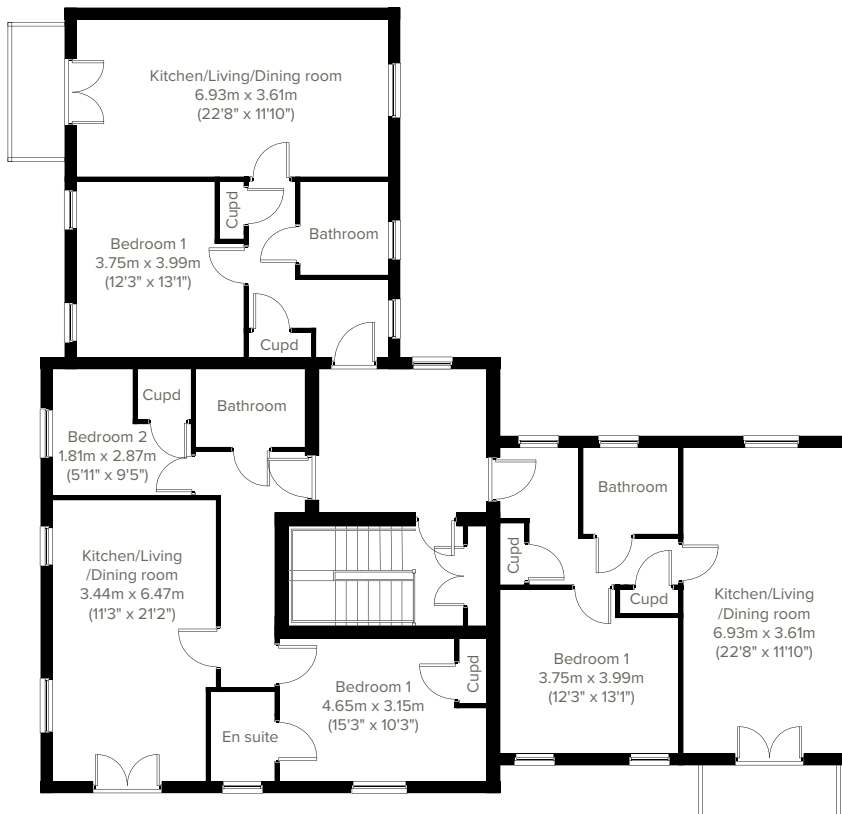 Kitchen/Living/Dining room
6.93m x 3.61m
(22'8" x 11'10")
Cupd
Bathroom
Bedroom 1
3.75m x 3.99m
(12'3" x 13'1")
Cupd
Cupd
Bathroom
Bedroom 2
1.81m x 2.87m
(5'11" x 9'5")
Kitchen/Living
/Dining room
3.44m x 6.47m
(11'3" x 21'2")
Bedroom 1
4.65m x 3.15m
(15'3" x 10'3")
Cupd
En suite
Bathroom
Cupd
Cupd
Kitchen/Living
/Dining room
6.93m x 3.61m
(22'8" x 11'10")
Bedroom 1
3.75m x 3.99m
(12'3" x 13'1")